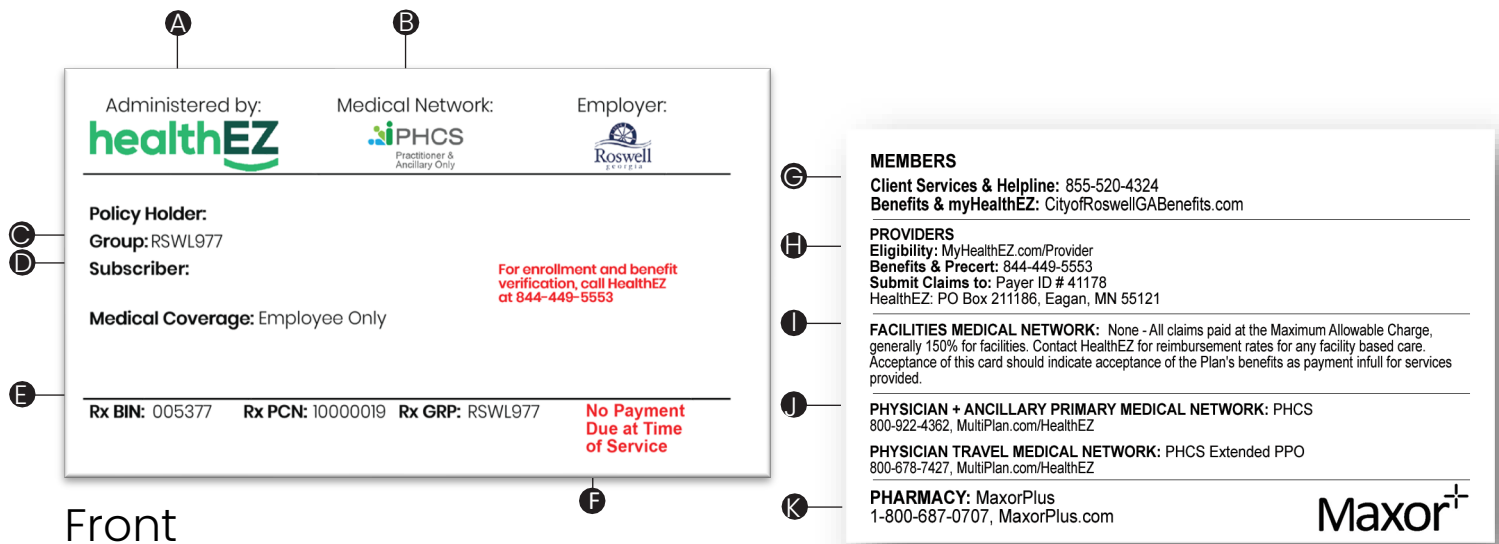 A
B
Administered by:
healthEZ
Medical Network:
PHCS
Practitioner &
Ancillary Only
Employer:
Roswell
georgia
Policy Holder:
C
Group: RSWL977
D
Subscriber:
For enrollment and benefit
verification, call HealthEZ
at 844-449-5553
Medical Coverage: Employee Only
E
Rx BIN: 005377 Rx PCN: 10000019 Rx GRP: RSWL977
No Payment
Due at Time
of Service
F
Front
MEMBERS
G
Client Services & Helpline: 855-520-4324
Benefits & myHealthEZ: CityofRoswellGABenefits.com
PROVIDERS
H
Eligibility: MyHealthEZ.com/Provider
Benefits & Precert: 844-449-5553
Submit Claims to: Payer ID # 41178
HealthEZ: PO Box 211186, Eagan, MN 55121
I
FACILITIES MEDICAL NETWORK: None - All claims paid at the Maximum Allowable Charge,
generally 150% for facilities. Contact HealthEZ for reimbursement rates for any facility based care.
Acceptance of this card should indicate acceptance of the Plan's benefits as payment infull for services
provided.
J
PHYSICIAN + ANCILLARY PRIMARY MEDICAL NETWORK: PHCS
800-922-4362, MultiPlan.com/HealthEZ
PHYSICIAN TRAVEL MEDICAL NETWORK: PHCS Extended PPO
800-678-7427, MultiPlan.com/HealthEZ
K
PHARMACY: MaxorPlus
1-800-687-0707, MaxorPlus.com
Maxor+